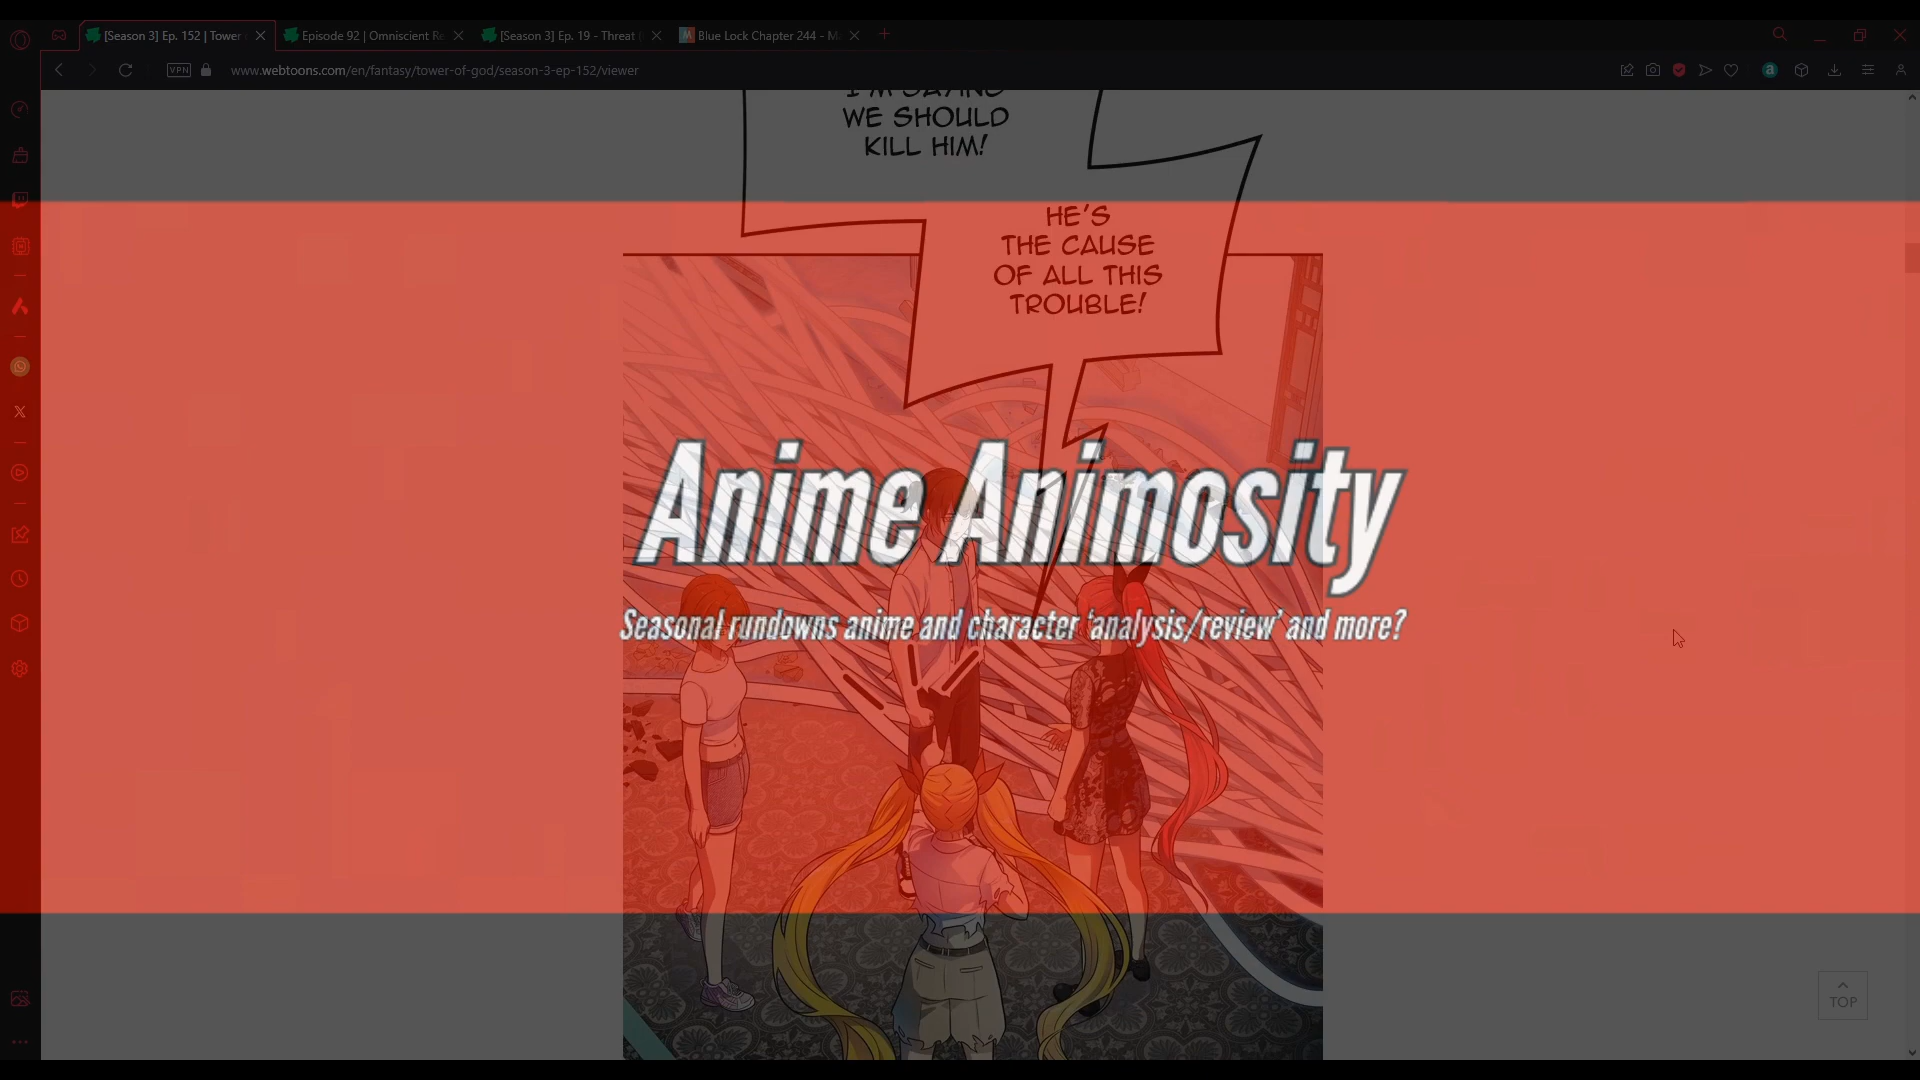 [Season 3] Ep. 152 | Tower
Episode 92 | Omniscient Re
[Season 3] Ep. 19 - Threat
Blue Lock Chapter 244 - M
VPN
www.webtoons.com/en/fantasy/tower-of-god/season-3-ep-152/viewer
I'M SAYING
WE SHOULD
KILL HIM!
HE'S
THE CAUSE
OF ALL THIS
TROUBLE!
Anime Animosity
Seasonal rundowns anime and character 'analysis/review' and more?
TOP